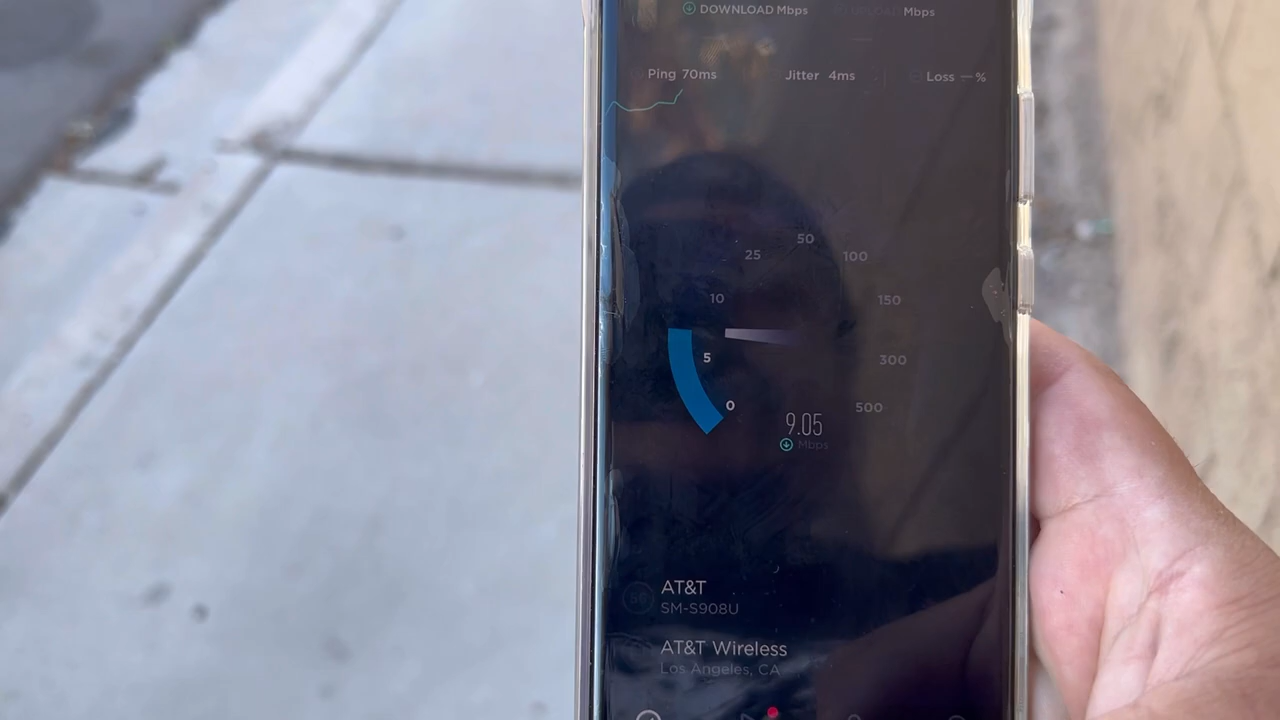 DOWNLOAD Mbps UPLOAD Mbps
Ping 70ms Jitter 4ms Loss — %
50
25 100
10 150
5 300
0 500
9.05
Mbps
AT&T
SM-S908U
AT&T Wireless
Los Angeles, CA